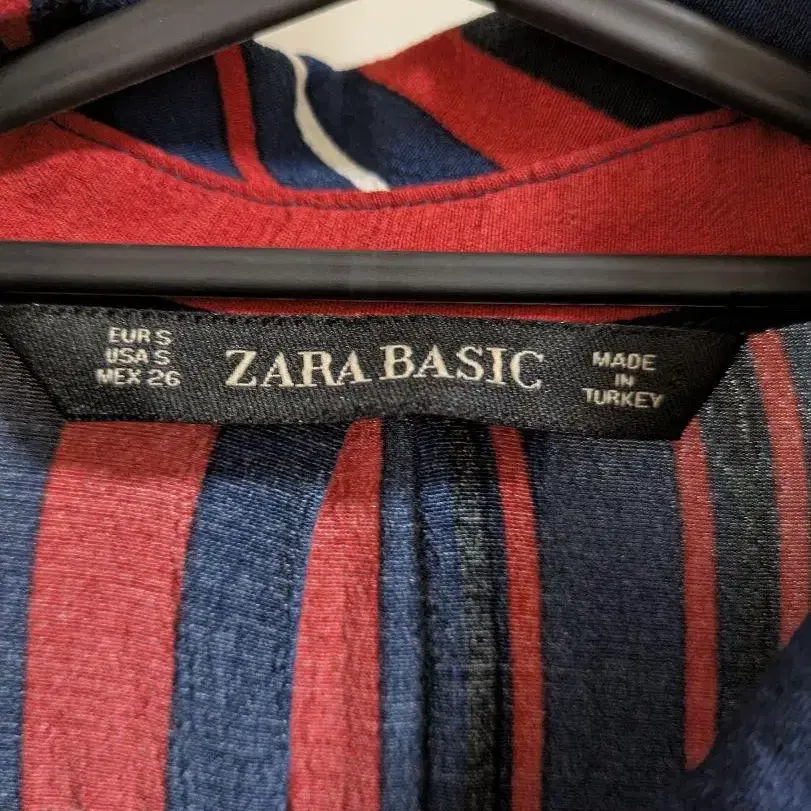 EUR S
USA S
MEX 26
ZARA BASIC
MADE
IN
TURKEY